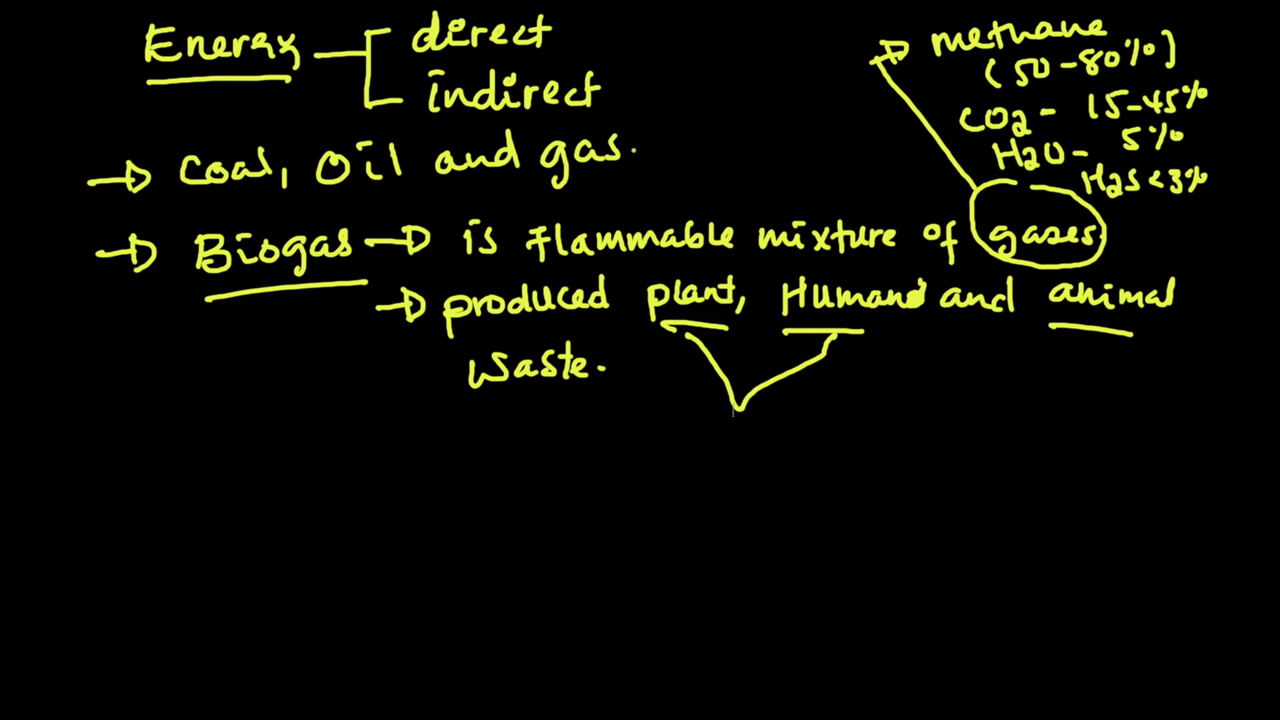 Energy direct
indirect
→ Coal, Oil and gas.
→ Biogas → is flammable mixture of gases
→ produced plant, Human and animal
waste.
→ methane
(50-80%)
CO2- 15-45%
H2O- 5%
H2S<3%